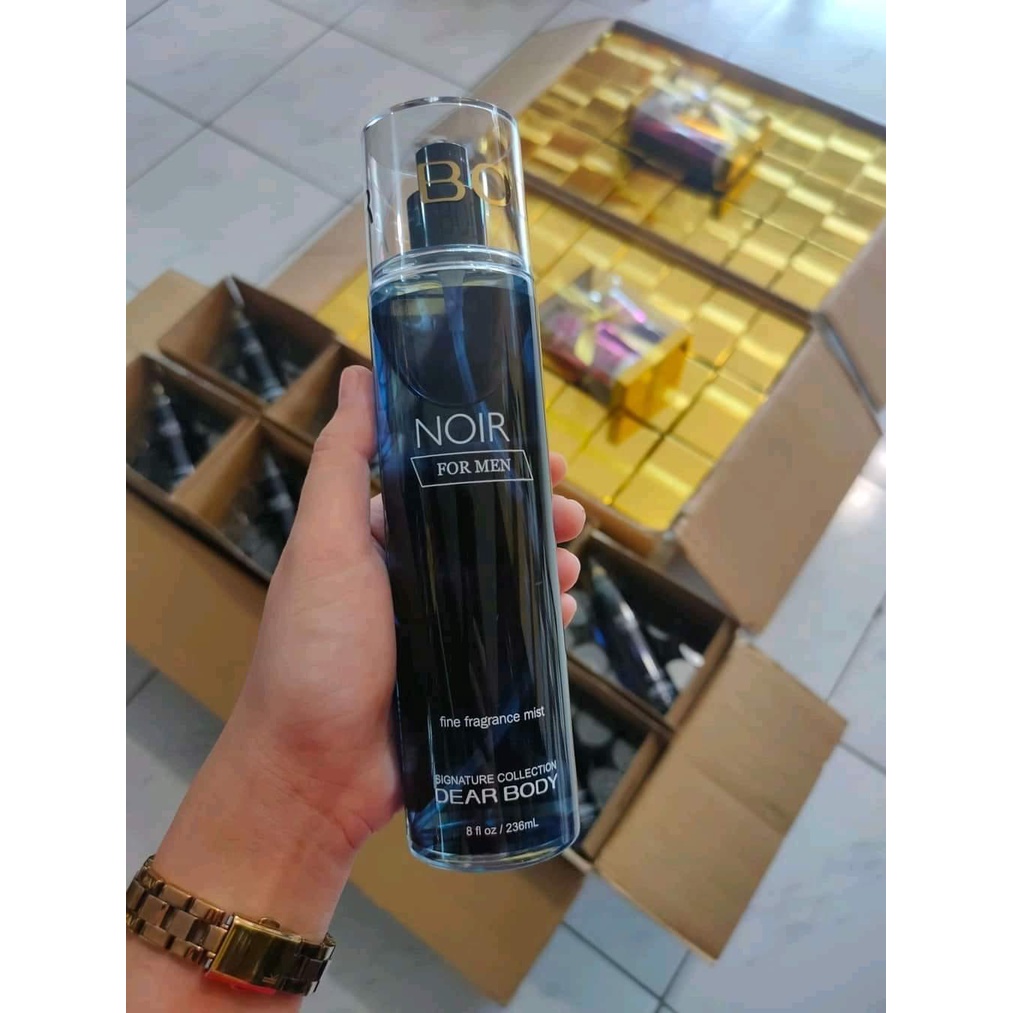 BO
NOIR
FOR MEN
fine fragrance mist
SIGNATURE COLLECTION
DEAR BODY
8 fl oz / 236mL